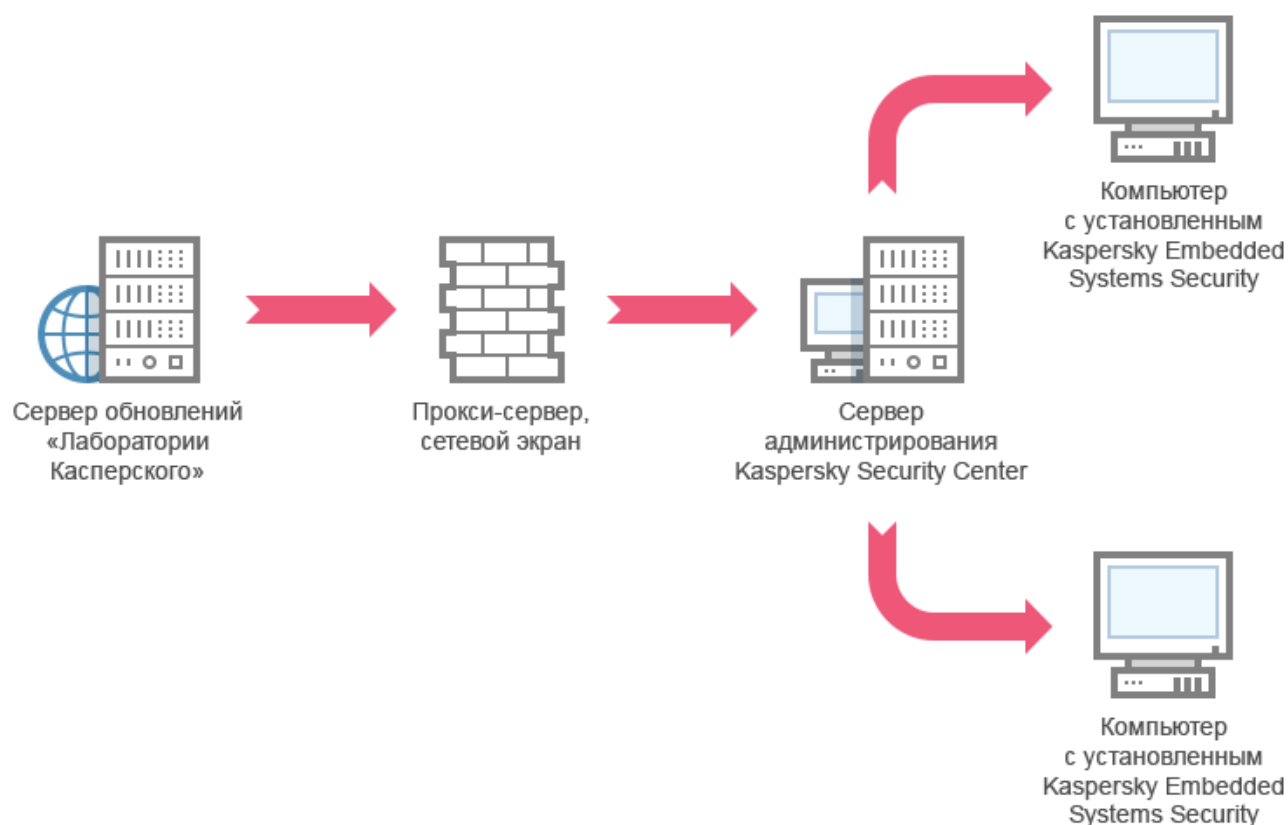 Компьютер
с установленным
Kaspersky Embedded
Systems Security
Сервер обновлений
«Лаборатории
Касперского»
Прокси-сервер,
сетевой экран
Сервер
администрирования
Kaspersky Security Center
Компьютер
с установленным
Kaspersky Embedded
Systems Security